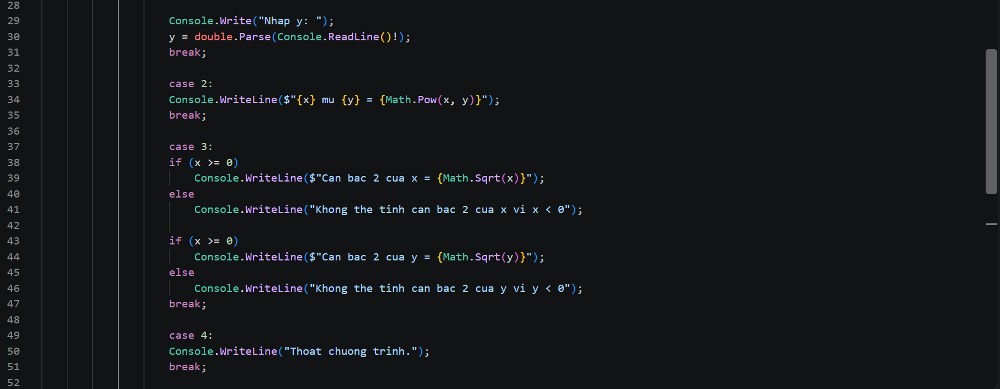 28
29 Console.Write("Nhap y: ");
30 y = double.Parse(Console.ReadLine()!);
31 break;
32
33 case 2:
34 Console.WriteLine($"{x} mu {y} = {Math.Pow(x, y)}");
35 break;
36
37 case 3:
38 if (x >= 0)
39 Console.WriteLine($"Can bac 2 cua x = {Math.Sqrt(x)}");
40 else
41 Console.WriteLine("Khong the tinh can bac 2 cua x vi x < 0");
42
43 if (x >= 0)
44 Console.WriteLine($"Can bac 2 cua y = {Math.Sqrt(y)}");
45 else
46 Console.WriteLine("Khong the tinh can bac 2 cua y vi y < 0");
47 break;
48
49 case 4:
50 Console.WriteLine("Thoat chuong trinh.");
51 break;
52